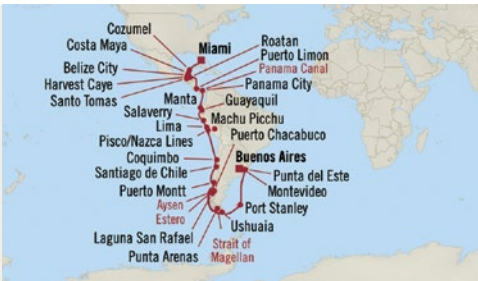 Cozumel
Costa Maya
Miami
Roatan
Puerto Limon
Belize City
Panama Canal
Harvest Caye
Panama City
Santo Tomas
Manta
Guayaquil
Salaverry
Machu Picchu
Lima
Puerto Chacabuco
Pisco/Nazca Lines
Coquimbo
Buenos Aires
Santiago de Chile
Punta del Este
Puerto Montt
Montevideo
Aysen
Estero
Port Stanley
Ushuaia
Laguna San Rafael
Strait of
Magellan
Punta Arenas